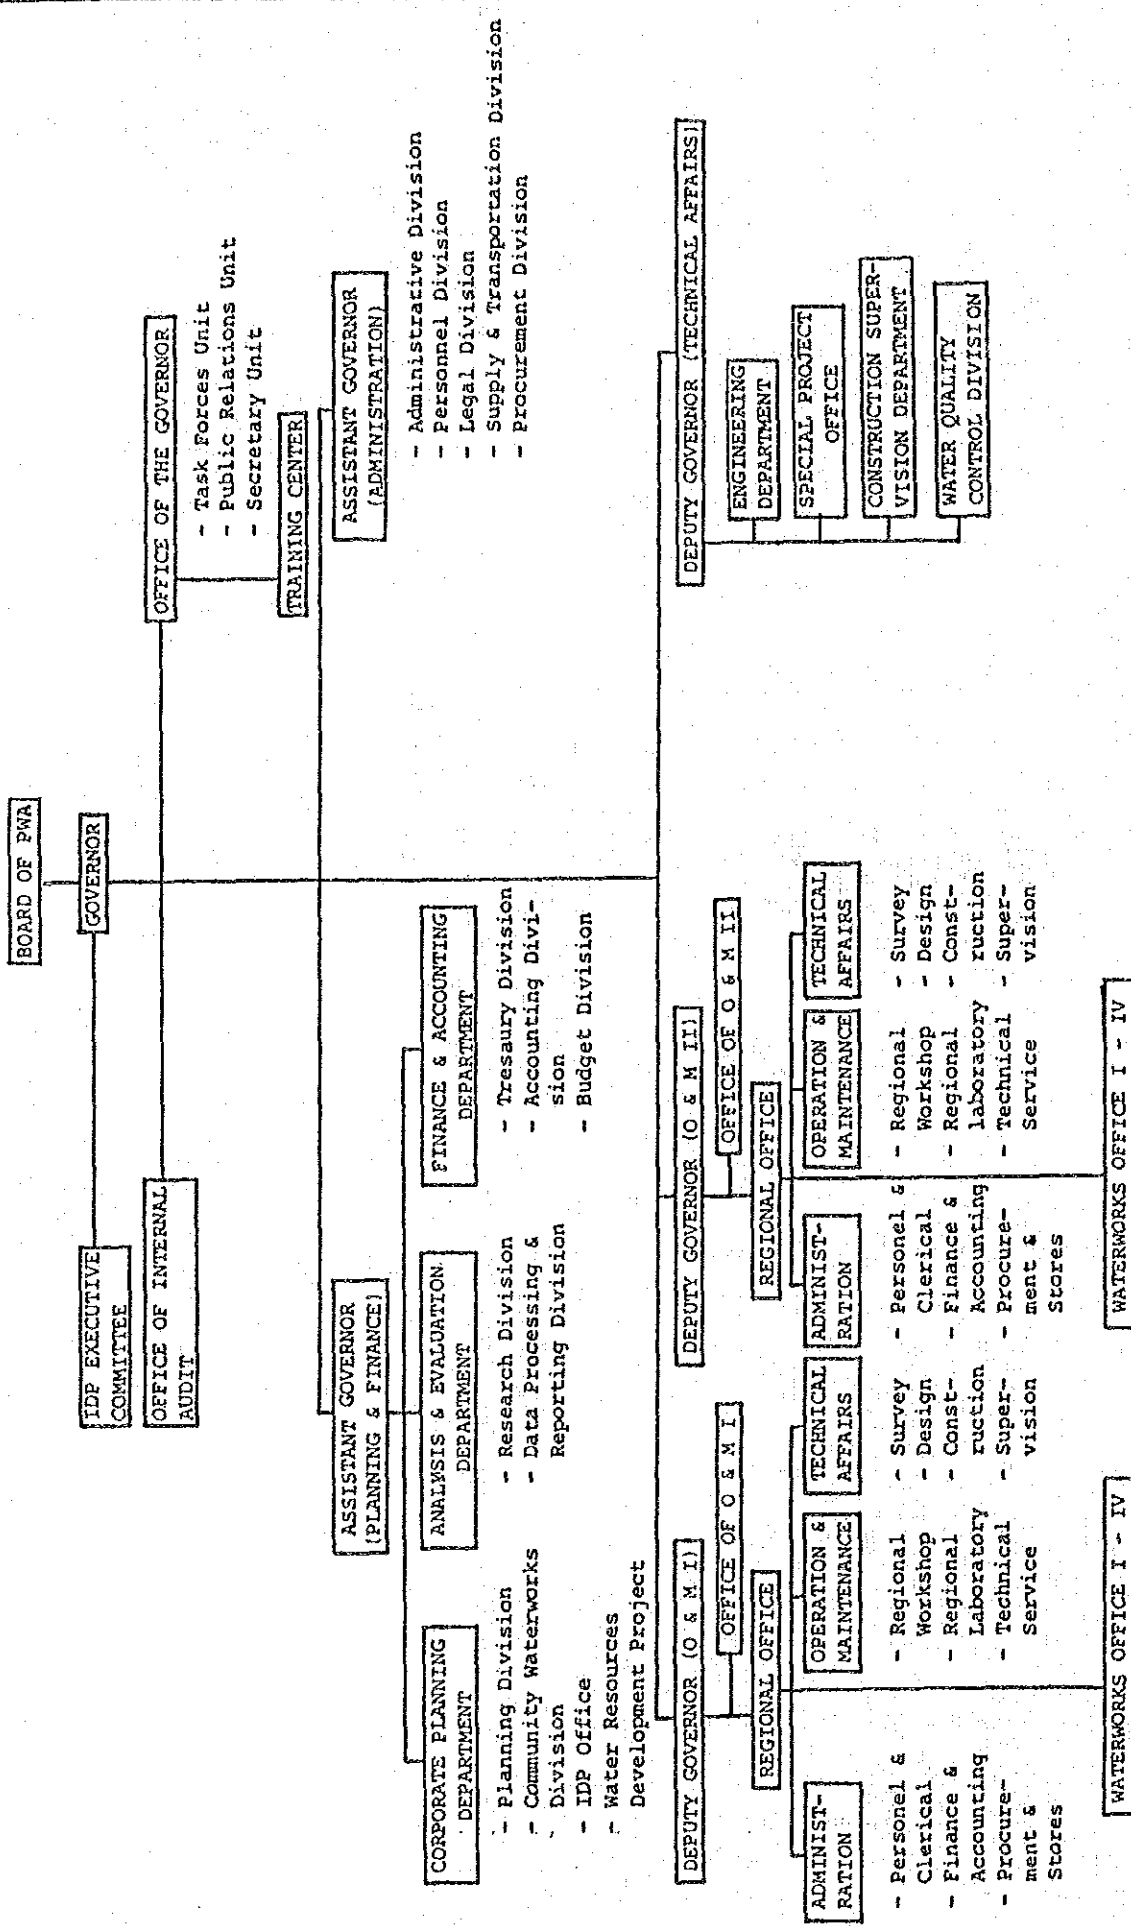 BOARD OF PWA
GOVERNOR
IDP EXECUTIVE
COMMITTEE
OFFICE OF INTERNAL
AUDIT
OFFICE OF THE GOVERNOR
- Task Forces Unit
- Public Relations Unit
- Secretary Unit
TRAINING CENTER
ASSISTANT GOVERNOR
(PLANNING & FINANCE)
ASSISTANT GOVERNOR
(ADMINISTRATION)
- Administrative Division
- Personnel Division
- Legal Division
- Supply & Transportation Division
- Procurement Division
CORPORATE PLANNING
DEPARTMENT
- Planning Division
- Community Waterworks
Division
- IDP Office
- Water Resources
Development Project
ANALYSIS & EVALUATION
DEPARTMENT
- Research Division
- Data Processing &
Reporting Division
FINANCE & ACCOUNTING
DEPARTMENT
- Tresaury Division
- Accounting Divi-
sion
- Budget Division
DEPUTY GOVERNOR (O & M I)
OFFICE OF O & M I
REGIONAL OFFICE
ADMINIST-
RATION
- Personel &
Clerical
- Finance &
Accounting
- Procure-
ment &
Stores
OPERATION &
MAINTENANCE
- Regional
Workshop
- Regional
Laboratory
- Technical
Service
TECHNICAL
AFFAIRS
- Survey
- Design
- Const-
ruction
- Super-
vision
WATERWORKS OFFICE I - IV
DEPUTY GOVERNOR (O & M II)
OFFICE OF O & M II
REGIONAL OFFICE
ADMINIST-
RATION
- Personel &
Clerical
- Finance &
Accounting
- Procure-
ment &
Stores
OPERATION &
MAINTENANCE
- Regional
Workshop
- Regional
laboratory
- Technical
Service
TECHNICAL
AFFAIRS
- Survey
- Design
- Const-
ruction
- Super-
vision
WATERWORKS OFFICE I - IV
DEPUTY GOVERNOR (TECHNICAL AFFAIRS)
ENGINEERING
DEPARTMENT
SPECIAL PROJECT
OFFICE
CONSTRUCTION SUPER-
VISION DEPARTMENT
WATER QUALITY
CONTROL DIVISION